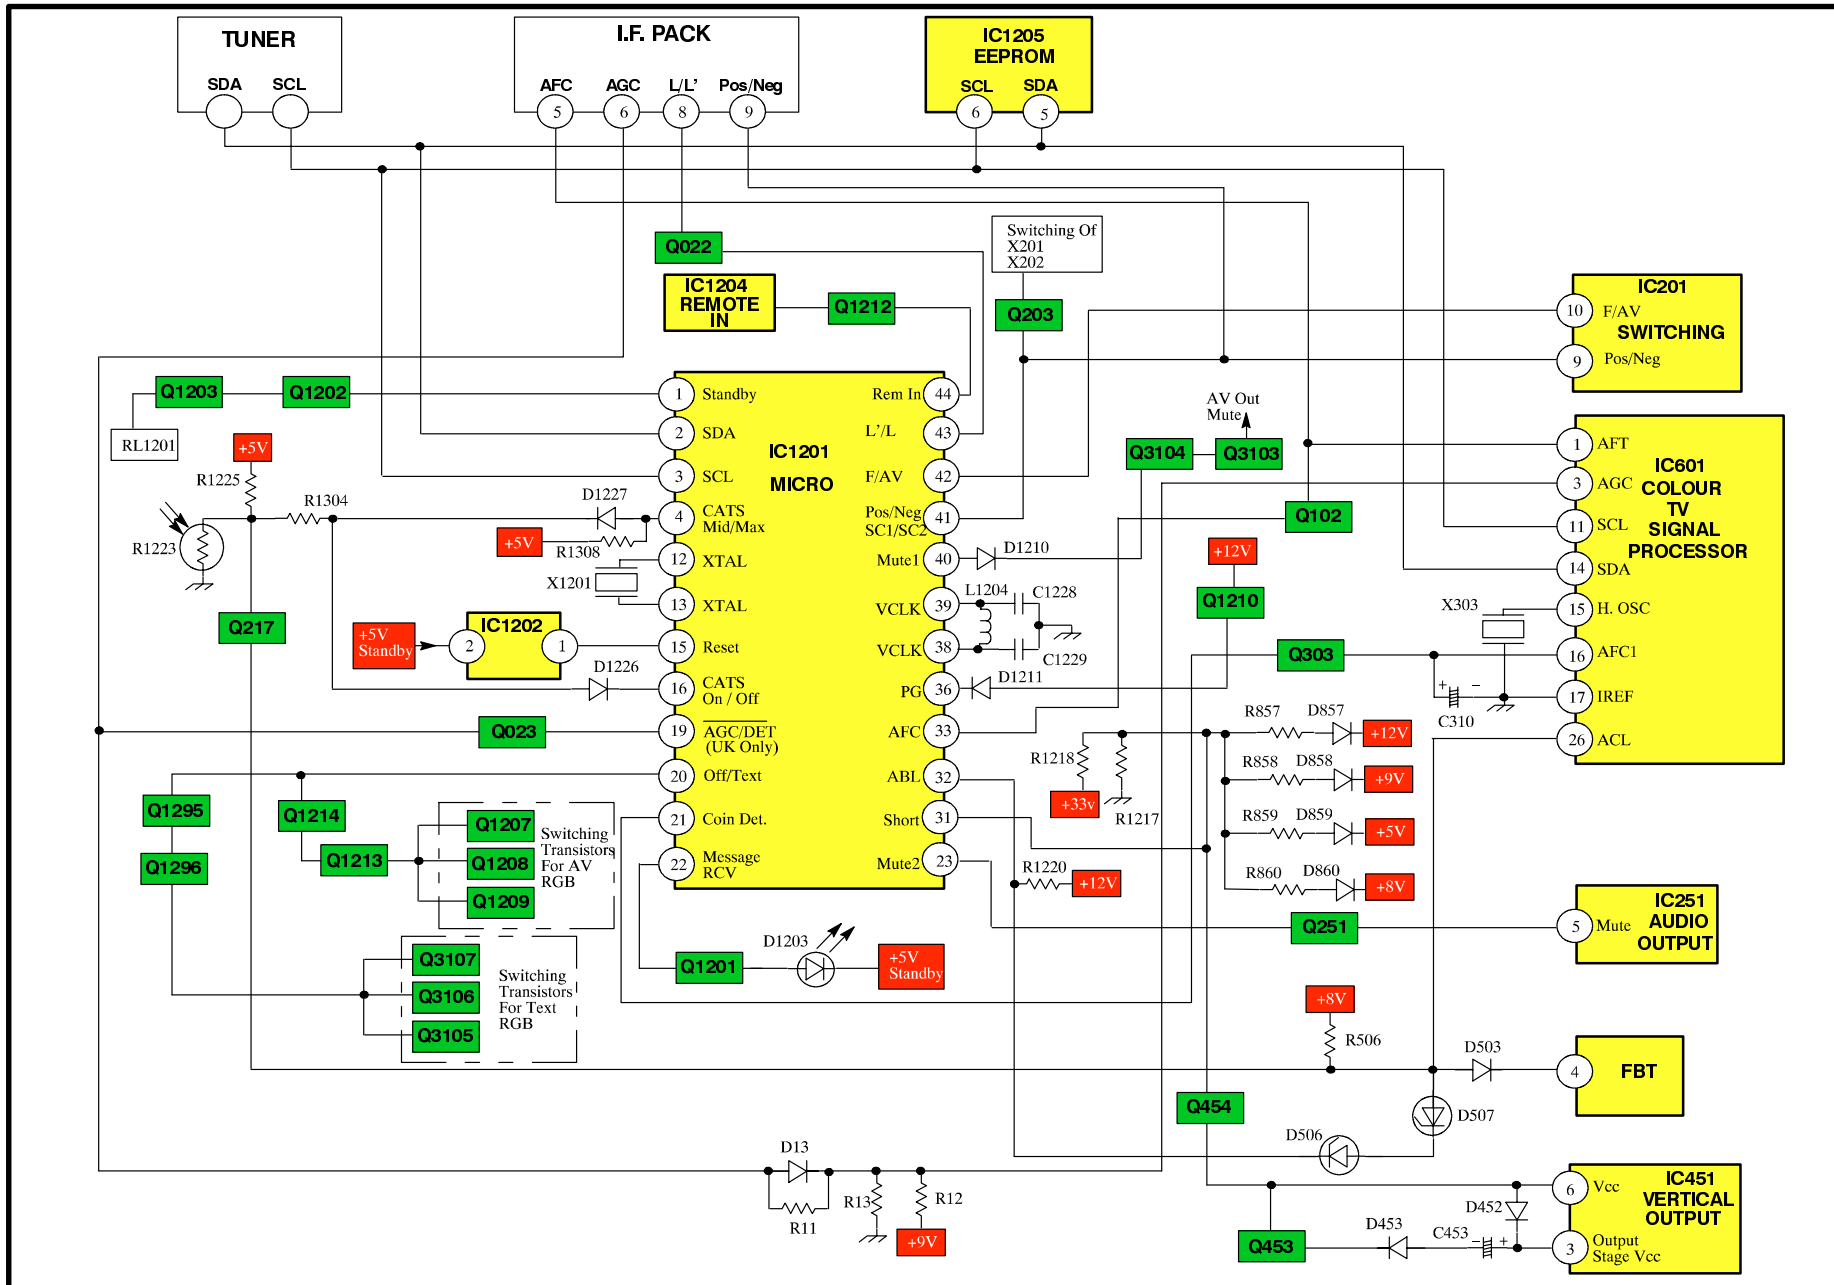 TUNER
SDA
SCL
I.F. PACK
AFC
AGC
L/L'
Pos/Neg
5
6
8
9
IC1205
EEPROM
SCL
SDA
6
5
Q022
Switching Of
X201
X202
IC1204
REMOTE
IN
Q1212
Q203
IC201
SWITCHING
10
F/AV
9
Pos/Neg
Q1203
Q1202
RL1201
+5V
R1225
R1304
R1223
D1227
+5V
R1308
X1201
Q217
+5V
Standby
IC1202
2
1
D1226
Q023
IC1201
MICRO
1
Standby
2
SDA
3
SCL
4
CATS
Mid/Max
12
XTAL
13
XTAL
15
Reset
16
CATS
On / Off
19
AGC/DET
(UK Only)
20
Off/Text
21
Coin Det.
22
Message
RCV
Rem In
44
L'/L
43
F/AV
42
Pos/Neg
SC1/SC2
41
Mute1
40
VCLK
39
VCLK
38
PG
36
AFC
33
ABL
32
Short
31
Mute2
23
AV Out
Mute
Q3104
Q3103
Q102
D1210
+12V
L1204
C1228
C1229
Q1210
D1211
Q303
X303
C310
+
-
IC601
COLOUR
TV
SIGNAL
PROCESSOR
1
AFT
3
AGC
11
SCL
14
SDA
15
H. OSC
16
AFC1
17
IREF
26
ACL
R1218
+33v
R1217
R857
D857
+12V
R858
D858
+9V
R859
D859
+5V
R860
D860
+8V
R1220
+12V
Q1295
Q1296
Q1214
Q1213
Q1207
Q1208
Q1209
Switching
Transistors
For AV
RGB
Q3107
Q3106
Q3105
Switching
Transistors
For Text
RGB
Q1201
D1203
+5V
Standby
Q251
IC251
AUDIO
OUTPUT
5
Mute
+8V
R506
D503
4
FBT
Q454
D507
D506
D13
R11
R13
R12
+9V
IC451
VERTICAL
OUTPUT
6
Vcc
3
Output
Stage Vcc
D452
D453
C453
-
+
Q453